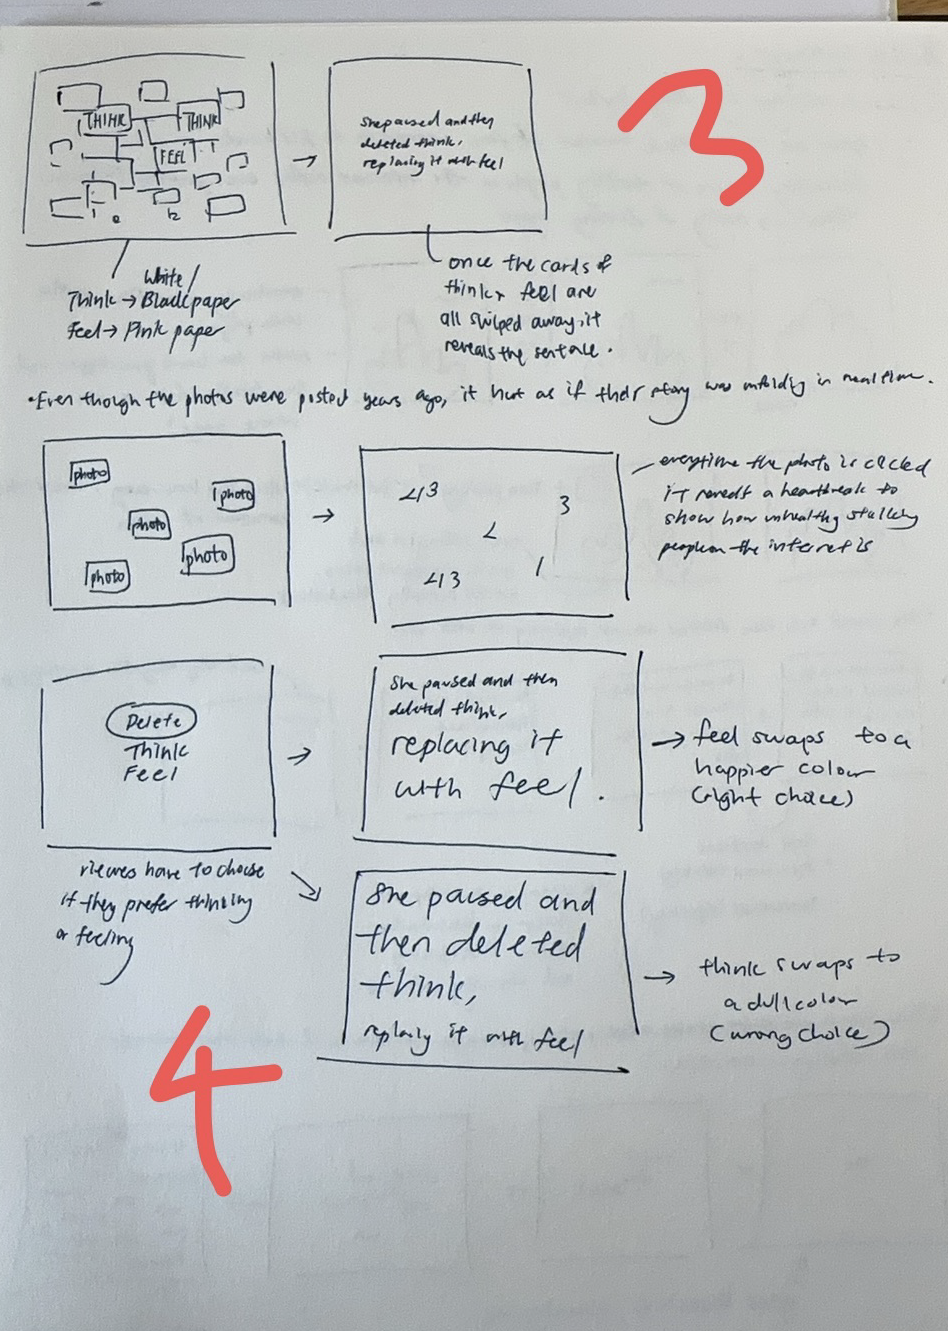 3
THINK
THINK
FEEL
She paused and then
deleted think,
replacing it with feel
White/
Think → Black paper
Feel → Pink paper
once the cards of
think & feel are
all swiped away, it
reveals the sentence.
• Even though the photos were posted years ago, it hurt as if their story was unfolding in real time.
photo
photo
photo
photo
photo
<13
3
<
<13
1
everytime the photo is clicked
it reveals a heartbreak to
show how unhealthy stalking
people on the internet is
Delete
Think
Feel
She paused and then
deleted think,
replacing it
with feel.
→ feel swaps to a
happier colour
(right choice)
viewers have to choose
if they prefer thinking
or feeling
She paused and
then deleted
think,
replacing it with feel
→ think swaps to
a dull colour
(wrong choice)
4